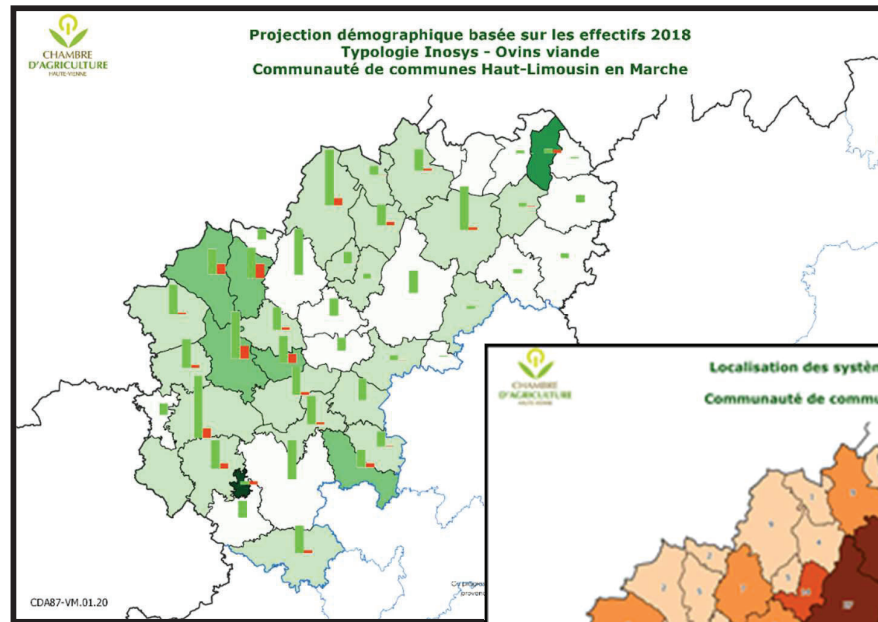 CHAMBRE
D'AGRICULTURE
HAUTE-VIENNE
Projection démographique basée sur les effectifs 2018
Typologie Inosys - Ovins viande
Communauté de communes Haut-Limousin en Marche
CDA87-VM.01.20
CHAMBRE
D'AGRICULTURE
HAUTE-VIENNE
Localisation des systèm
Communauté de commu